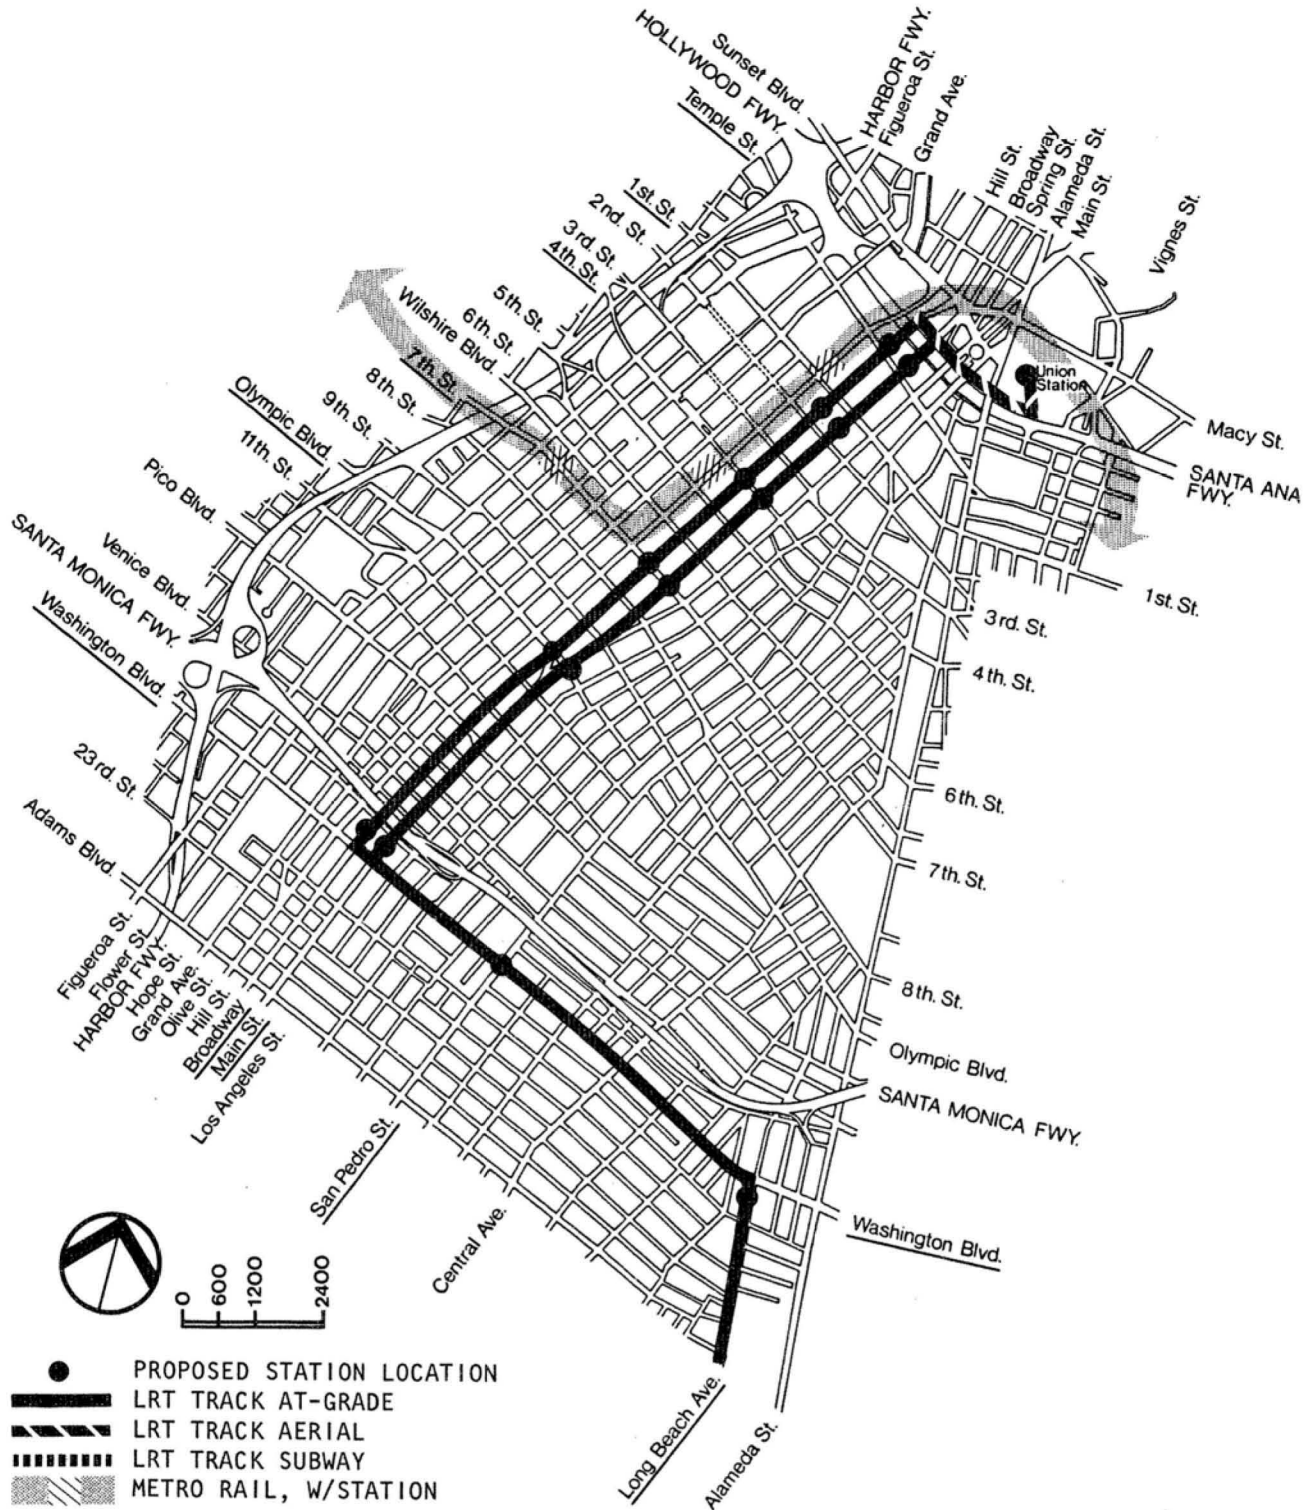 Sunset Blvd.
HOLLYWOOD FWY.
Temple St.
HARBOR FWY.
Figueroa St.
Grand Ave.
Hill St.
Broadway
Spring St.
Alameda St.
Main St.
Vignes St.
1st. St.
2nd. St.
3rd. St.
4th. St.
5th. St.
6th. St.
Wilshire Blvd.
7th. St.
8th. St.
9th. St.
Olympic Blvd.
11th. St.
Pico Blvd.
Venice Blvd.
SANTA MONICA FWY.
Washington Blvd.
23rd. St.
Adams Blvd.
Union
Station
Macy St.
SANTA ANA
FWY.
1st. St.
3rd. St.
4th. St.
6th. St.
7th. St.
8th. St.
Olympic Blvd.
SANTA MONICA FWY.
Washington Blvd.
Figueroa St.
Flower St.
HARBOR FWY.
Hope St.
Grand Ave.
Olive St.
Hill St.
Broadway
Main St.
Los Angeles St.
San Pedro St.
Central Ave.
Long Beach Ave.
Alameda St.
0
600
1200
2400
PROPOSED STATION LOCATION
LRT TRACK AT-GRADE
LRT TRACK AERIAL
LRT TRACK SUBWAY
METRO RAIL, W/STATION